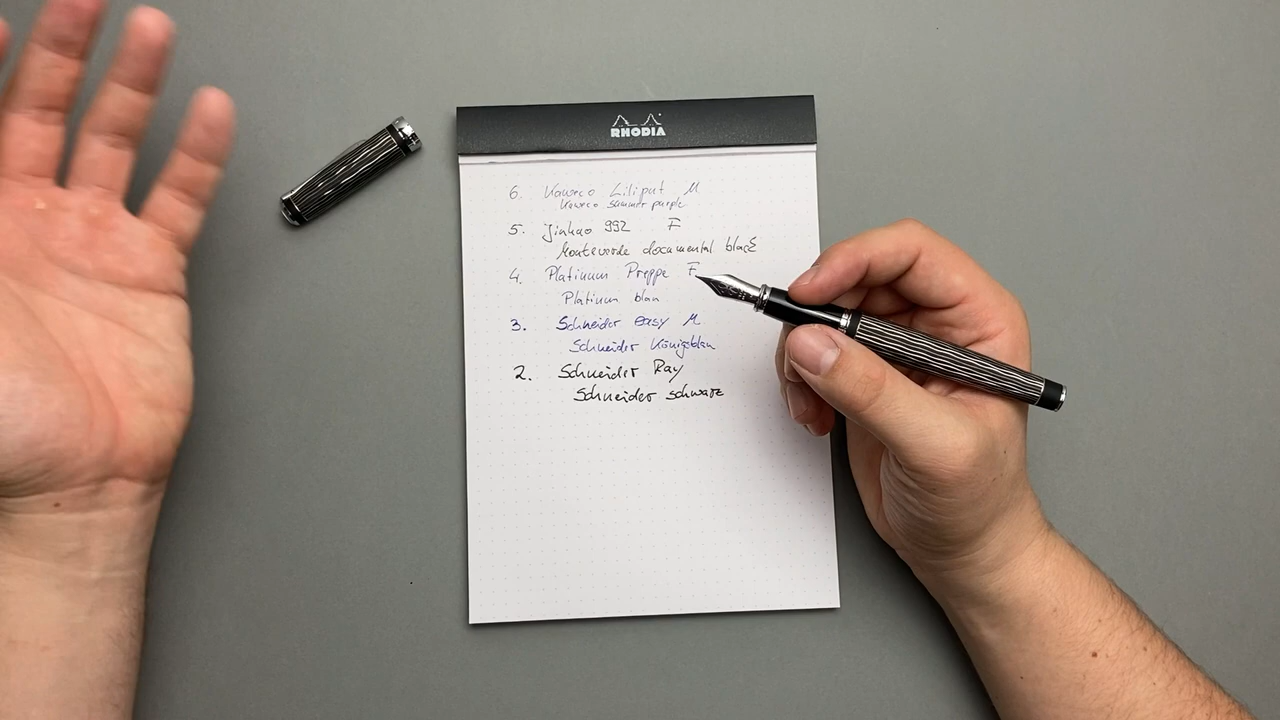 RHODIA
6. Kaweco Liliput M
Kaweco summer purple
5. Jinhao 992 F
Monteverde documental black
4. Platinum Preppy F
Platinum blau
3. Schneider easy M
Schneider Königsblau
2. Schneider Ray
Schneider schwarz